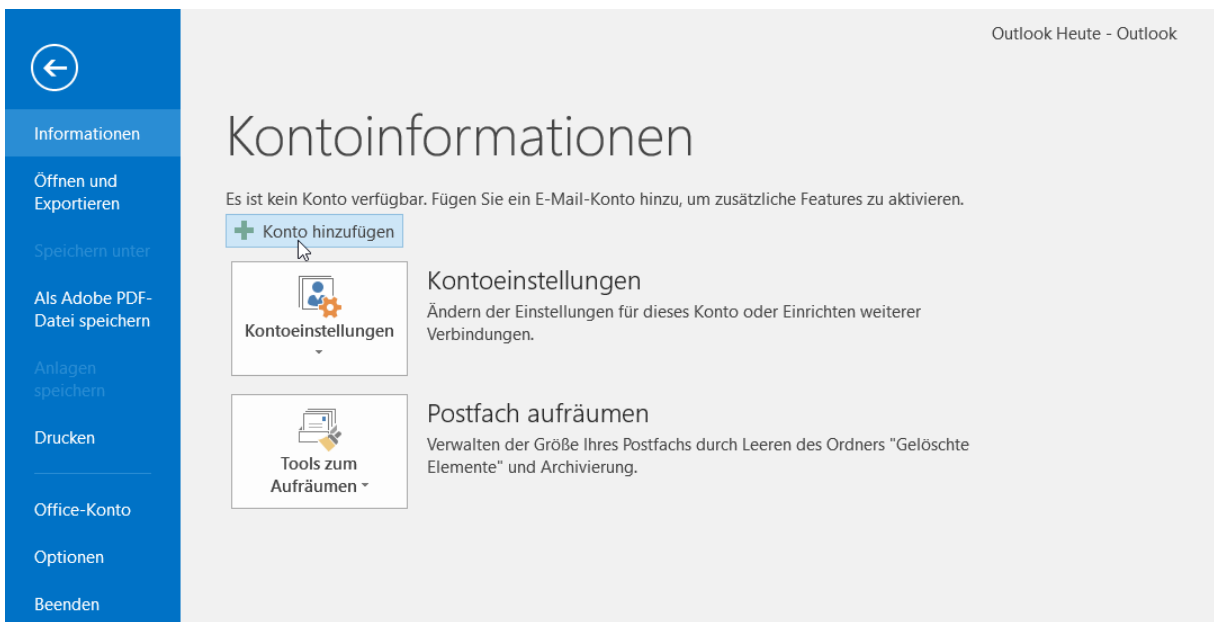 Outlook Heute - Outlook
Informationen
Öffnen und
Exportieren
Speichern unter
Als Adobe PDF-
Datei speichern
Anlagen
speichern
Drucken
Office-Konto
Optionen
Beenden
Kontoinformationen
Es ist kein Konto verfügbar. Fügen Sie ein E-Mail-Konto hinzu, um zusätzliche Features zu aktivieren.
Konto hinzufügen
Kontoeinstellungen
Kontoeinstellungen
Ändern der Einstellungen für dieses Konto oder Einrichten weiterer
Verbindungen.
Tools zum
Aufräumen
Postfach aufräumen
Verwalten der Größe Ihres Postfachs durch Leeren des Ordners "Gelöschte
Elemente" und Archivierung.